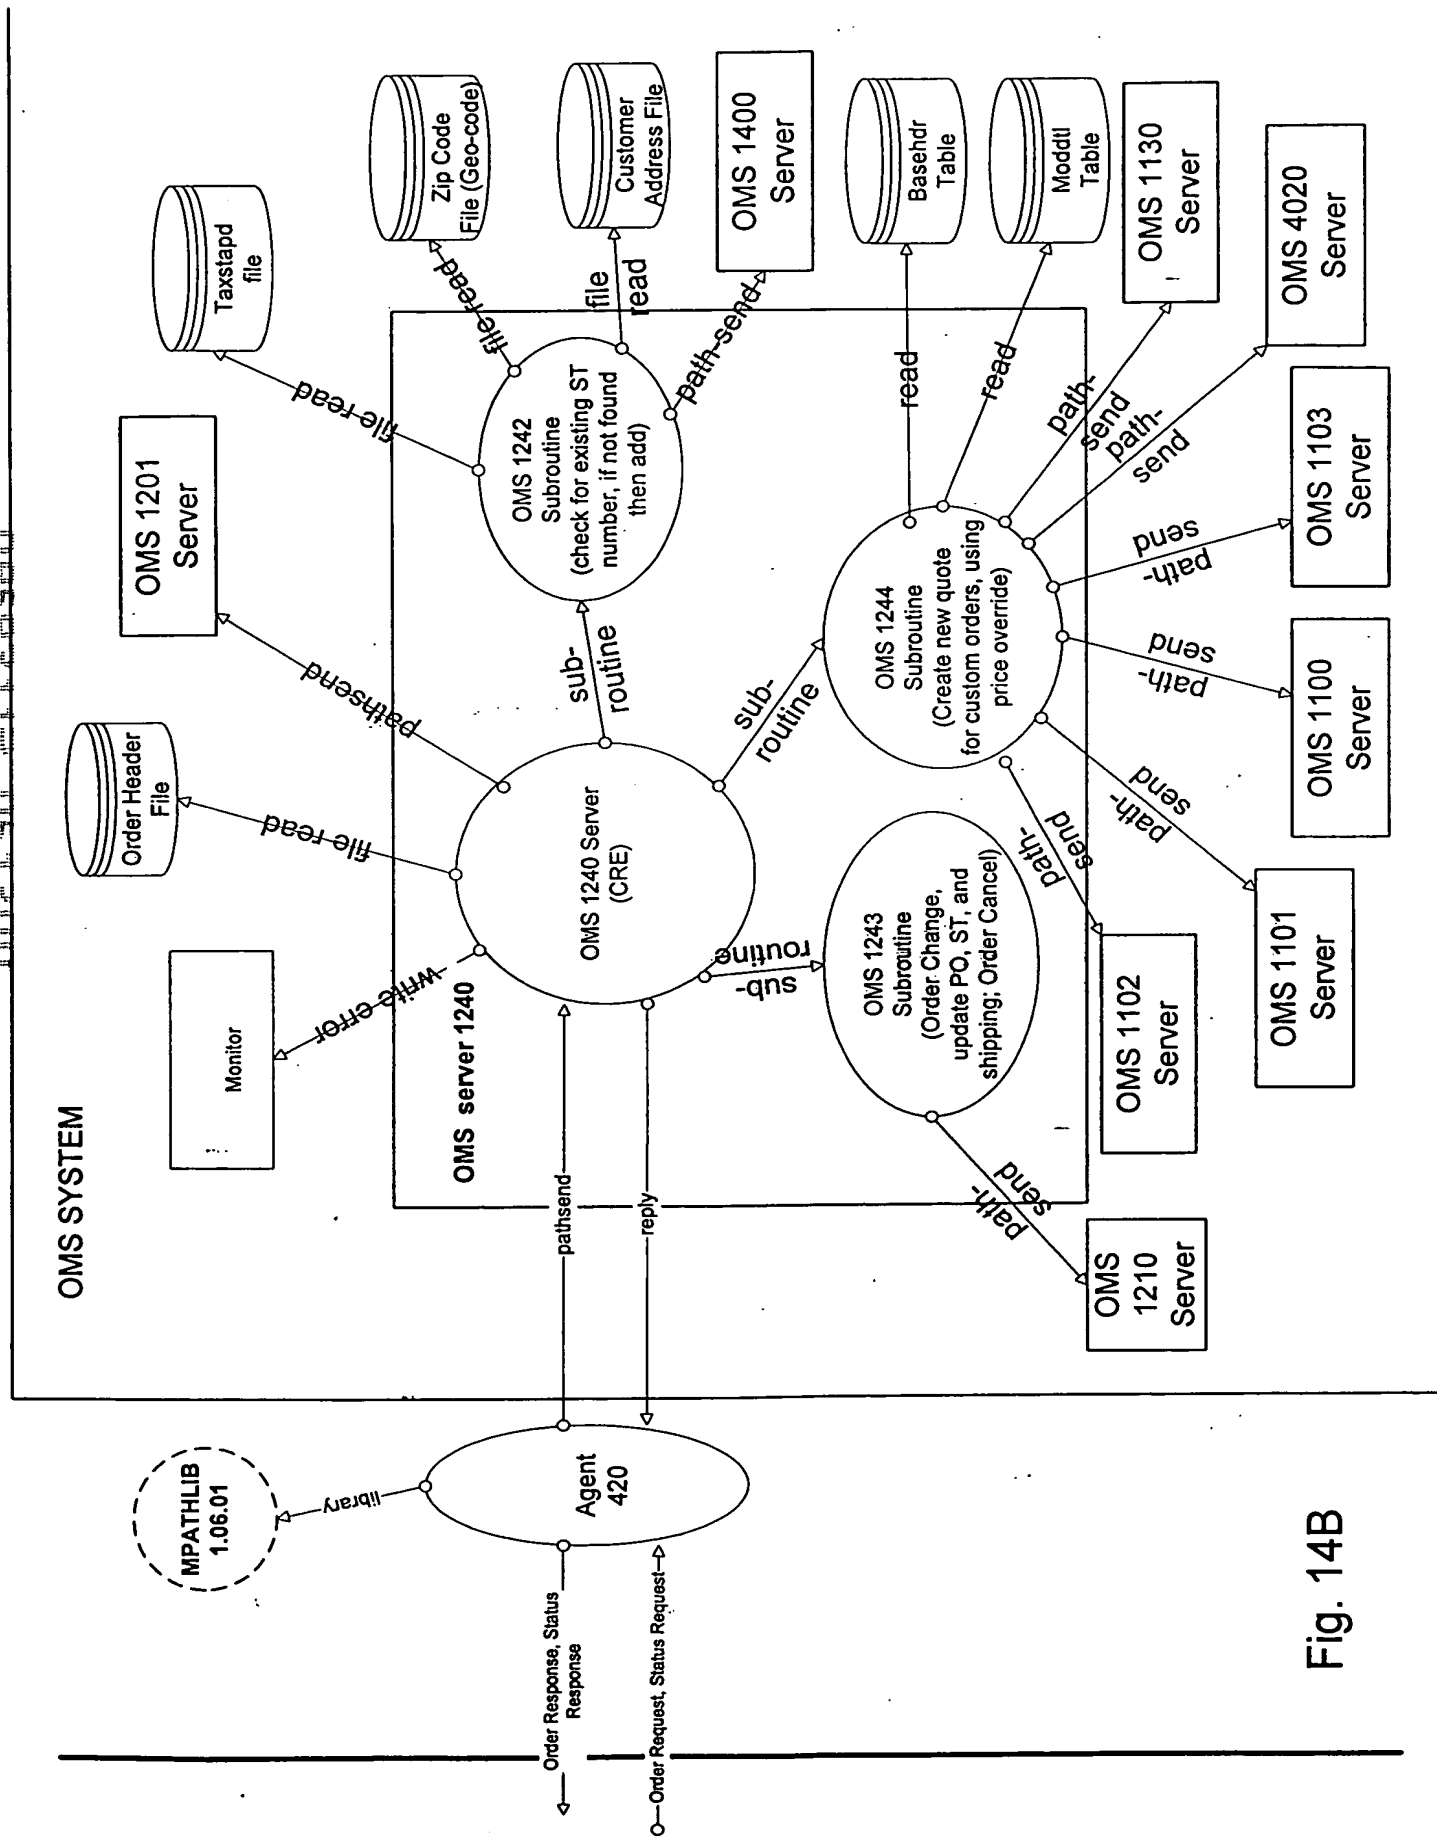 OMS SYSTEM
MPATHLIB
1.06.01
library
Agent
420
Order Response, Status
Response
Order Request, Status Request
pathsend
reply
OMS server 1240
Monitor
write error
Order Header
File
file read
OMS 1201
Server
pathsend
Taxstapd
file
file read
Zip Code
File (Geo-code)
file read
Customer
Address File
file
read
OMS 1400
Server
path-send
OMS 1240 Server
(CRE)
sub-
routine
OMS 1242
Subroutine
(check for existing ST
number, if not found
then add)
sub-
routine
OMS 1243
Subroutine
(Order Change,
update PO, ST, and
shipping; Order Cancel)
sub-
routine
OMS 1244
Subroutine
(Create new quote
for custom orders, using
price override)
Basehdr
Table
read
Moddtl
Table
read
OMS 1130
Server
path-
send
OMS 4020
Server
path-
send
OMS 1103
Server
path-
send
OMS 1100
Server
path-
send
OMS 1101
Server
path-
send
OMS 1102
Server
path-
send
OMS
1210
Server
path-
send
Fig. 14B